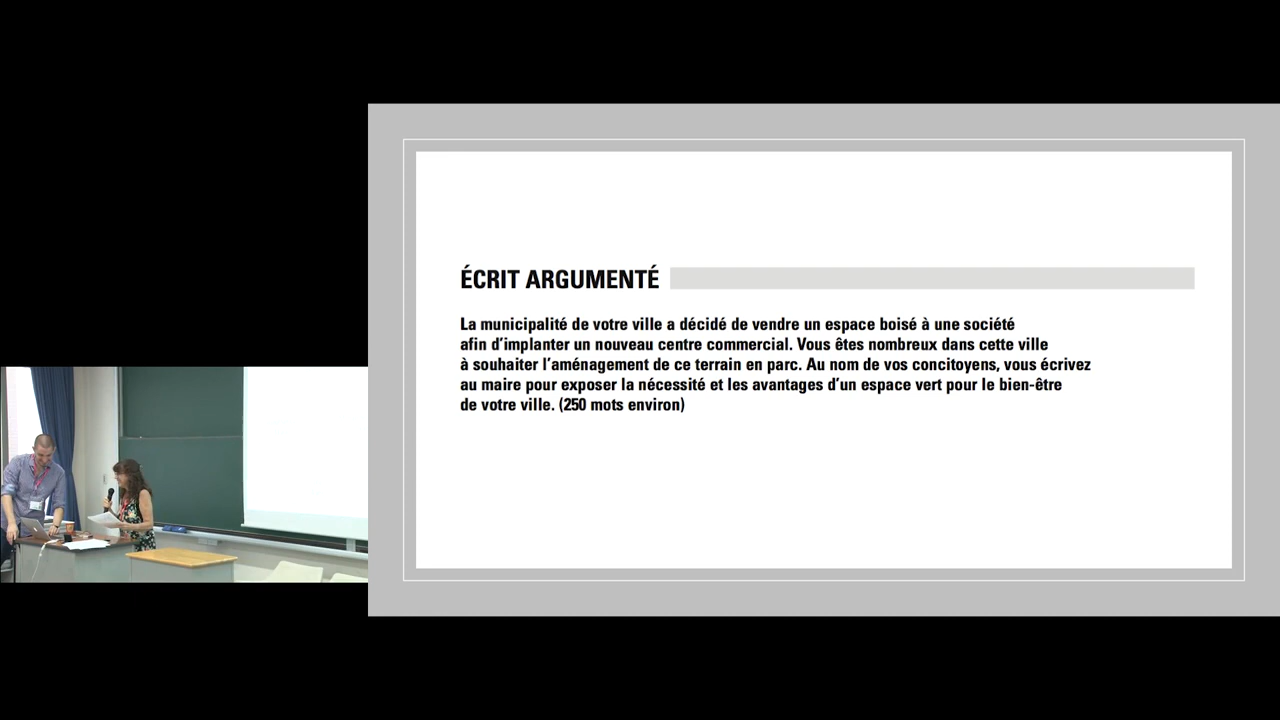 ÉCRIT ARGUMENTÉ
La municipalité de votre ville a décidé de vendre un espace boisé à une société
afin d'implanter un nouveau centre commercial. Vous êtes nombreux dans cette ville
à souhaiter l'aménagement de ce terrain en parc. Au nom de vos concitoyens, vous écrivez
au maire pour exposer la nécessité et les avantages d'un espace vert pour le bien-être
de votre ville. (250 mots environ)